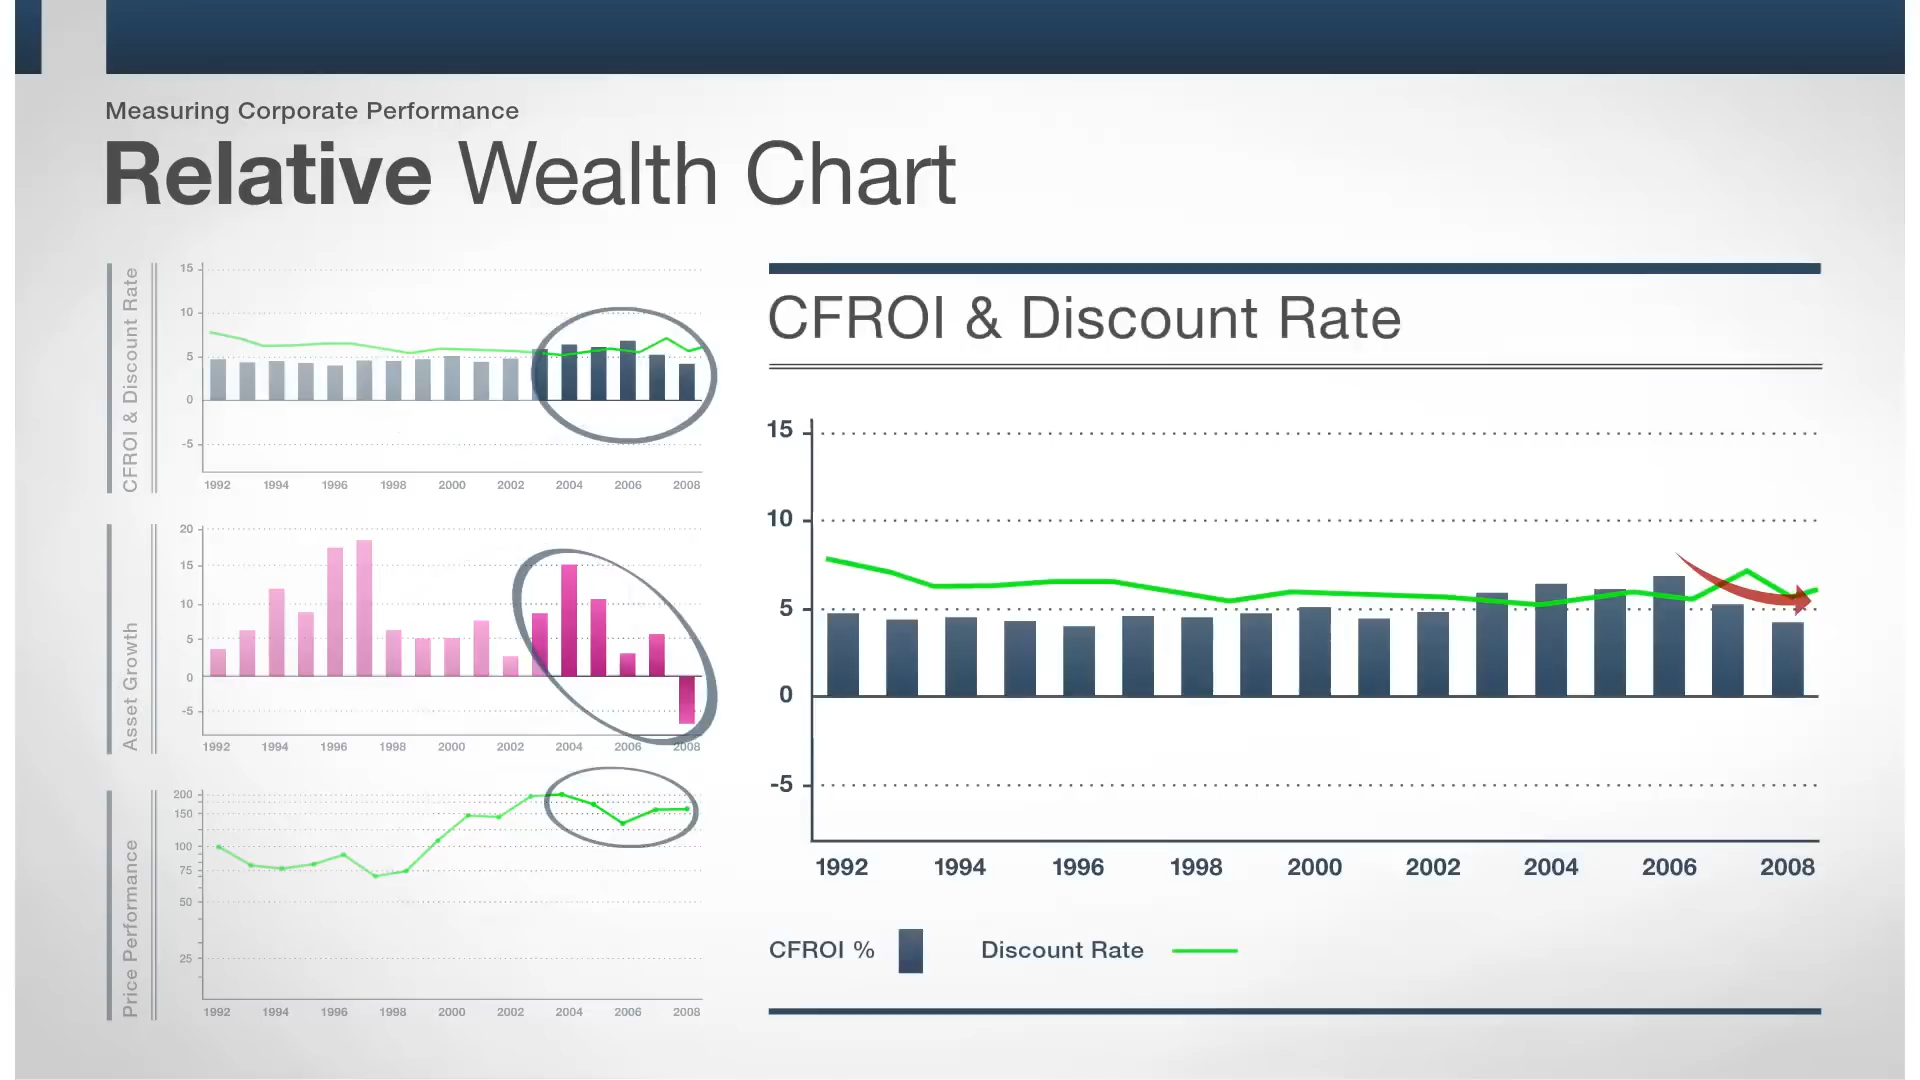 Measuring Corporate Performance
Relative Wealth Chart
CFROI & Discount Rate
15
10
5
0
-5
1992 1994 1996 1998 2000 2002 2004 2006 2008
Asset Growth
20
15
10
5
0
-5
1992 1994 1996 1998 2000 2002 2004 2006 2008
Price Performance
200
150
100
75
50
25
1992 1994 1996 1998 2000 2002 2004 2006 2008
CFROI & Discount Rate
15
10
5
0
-5
1992 1994 1996 1998 2000 2002 2004 2006 2008
CFROI % Discount Rate